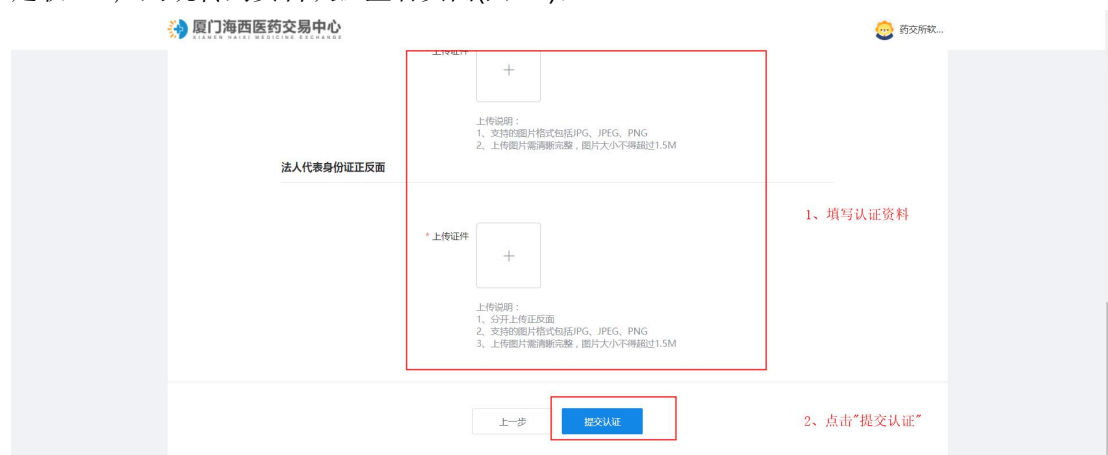 厦门海西医药交易中心
XIAMEN HAIXI MEDICINE EXCHANGE
药交所软...
上传证件
上传说明：
1、支持的图片格式包括JPG、JPEG、PNG
2、上传图片需清晰完整，图片大小不得超过1.5M
法人代表身份证正反面
1、填写认证资料
* 上传证件
上传说明：
1、分开上传正反面
2、支持的图片格式包括JPG、JPEG、PNG
3、上传图片需清晰完整，图片大小不得超过1.5M
上一步
提交认证
2、点击"提交认证"